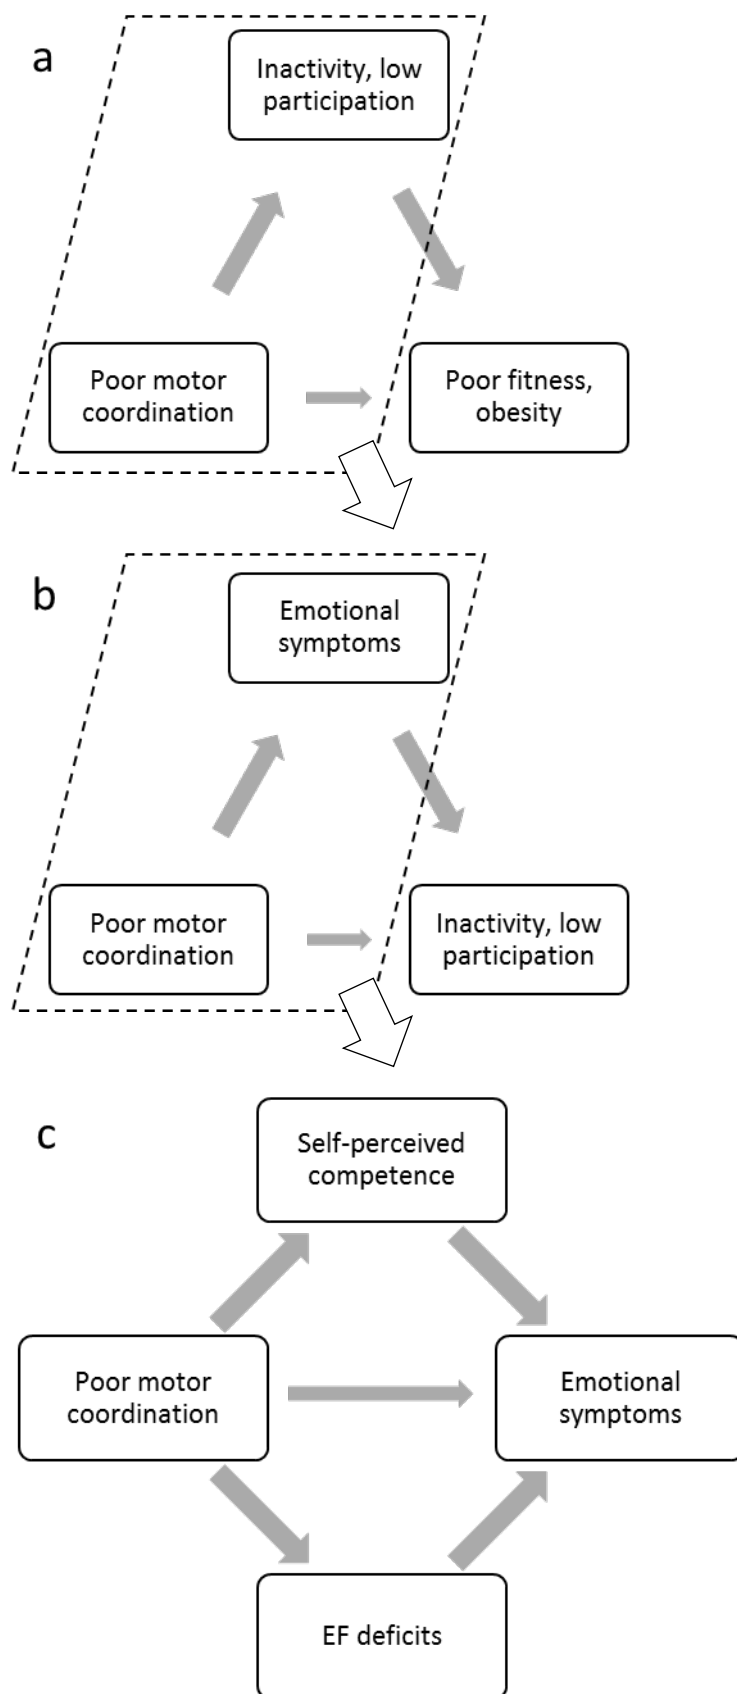 a
Inactivity, low
participation
Poor motor
coordination
Poor fitness,
obesity
b
Emotional
symptoms
Poor motor
coordination
Inactivity, low
participation
c
Self-perceived
competence
Poor motor
coordination
Emotional
symptoms
EF deficits